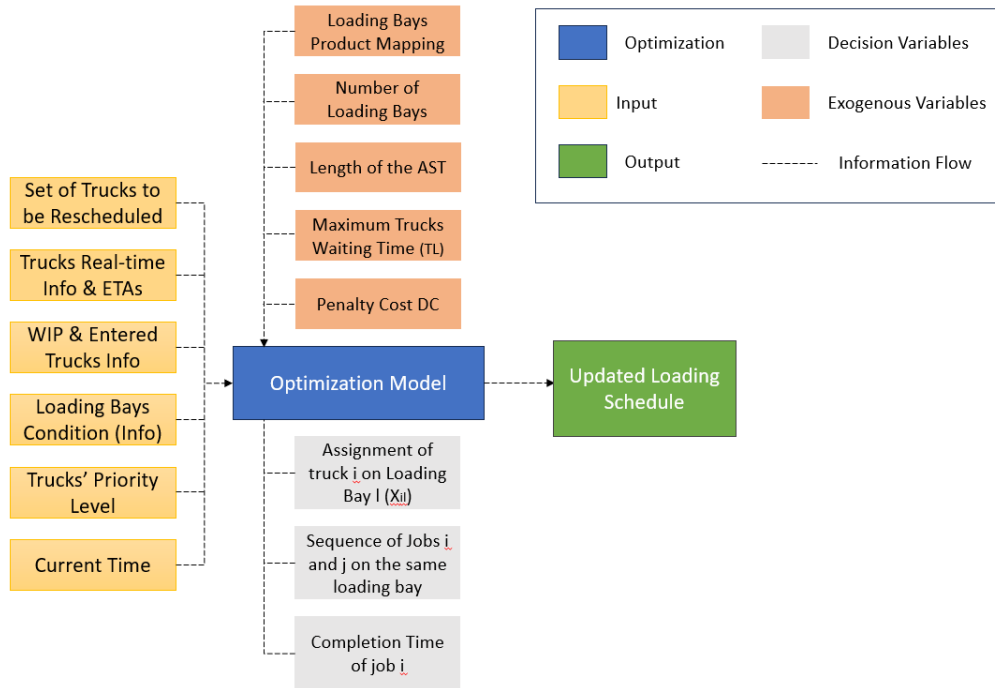 Loading Bays
Product Mapping
Number of
Loading Bays
Length of the AST
Maximum Trucks
Waiting Time (TL)
Penalty Cost DC
Optimization
Decision Variables
Input
Exogenous Variables
Output
Information Flow
Set of Trucks to
be Rescheduled
Trucks Real-time
Info & ETAs
WIP & Entered
Trucks Info
Loading Bays
Condition (Info)
Trucks' Priority
Level
Current Time
Optimization Model
Updated Loading
Schedule
Assignment of
truck i on Loading
Bay l (Xil)
Sequence of Jobs i
and j on the same
loading bay
Completion Time
of job i